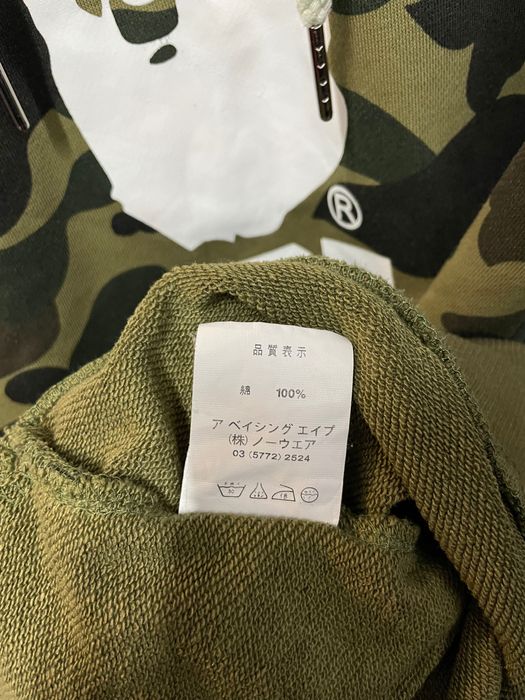 ®
品質表示
綿 100%
ア ベイシング エイプ
(株) ノーウエア
03 (5772) 2524